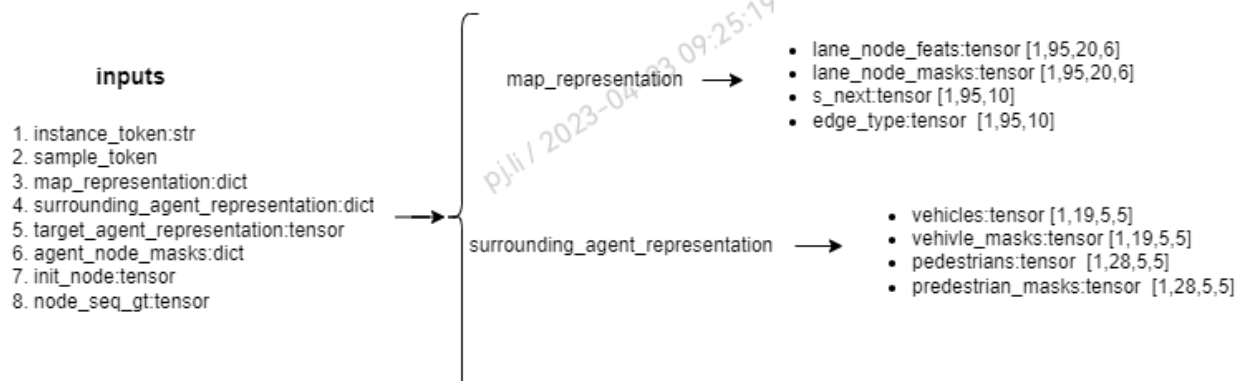 inputs
1. instance_token:str
2. sample_token
3. map_representation:dict
4. surrounding_agent_representation:dict
5. target_agent_representation:tensor
6. agent_node_masks:dict
7. init_node:tensor
8. node_seq_gt:tensor
map_representation
• lane_node_feats:tensor [1,95,20,6]
• lane_node_masks:tensor [1,95,20,6]
• s_next:tensor [1,95,10]
• edge_type:tensor [1,95,10]
surrounding_agent_representation
• vehicles:tensor [1,19,5,5]
• vehivle_masks:tensor [1,19,5,5]
• pedestrians:tensor [1,28,5,5]
• predestrian_masks:tensor [1,28,5,5]